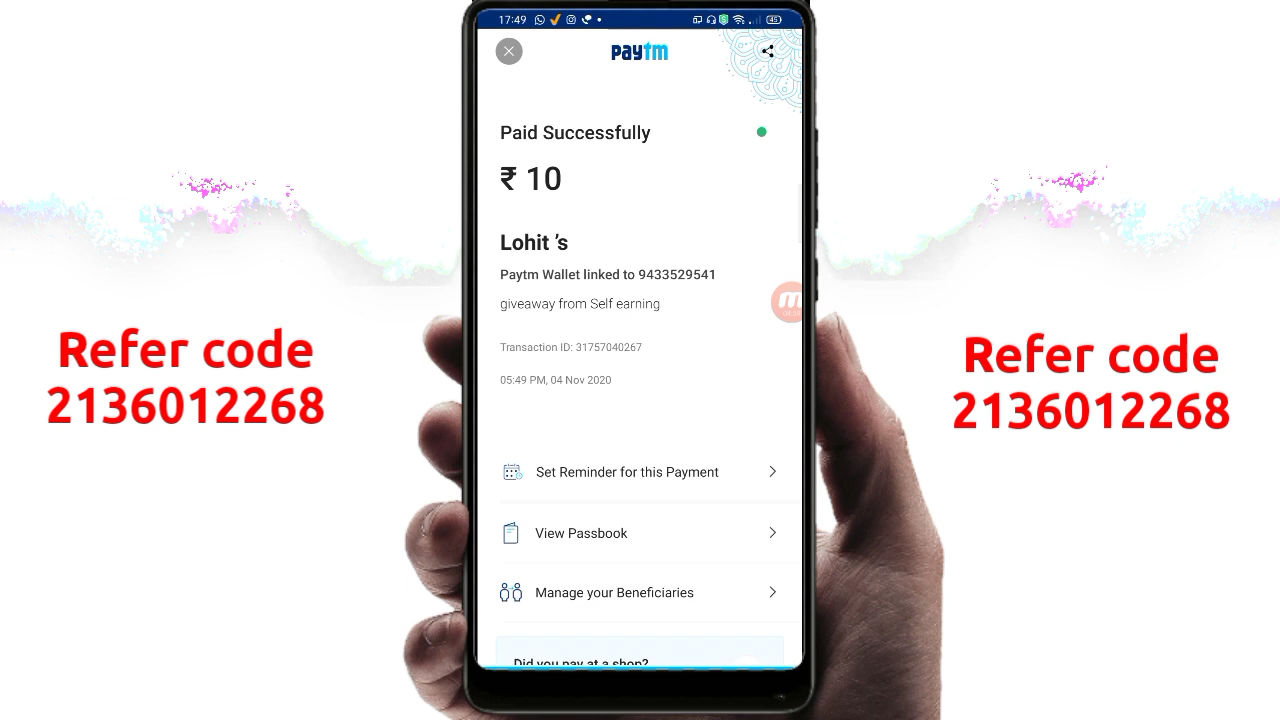 17:49
45
paytm
Paid Successfully
₹ 10
Lohit 's
Paytm Wallet linked to 9433529541
giveaway from Self earning
Transaction ID: 31757040267
05:49 PM, 04 Nov 2020
Refer code
2136012268
Refer code
2136012268
Set Reminder for this Payment
View Passbook
Manage your Beneficiaries
Did you pay at a shop?